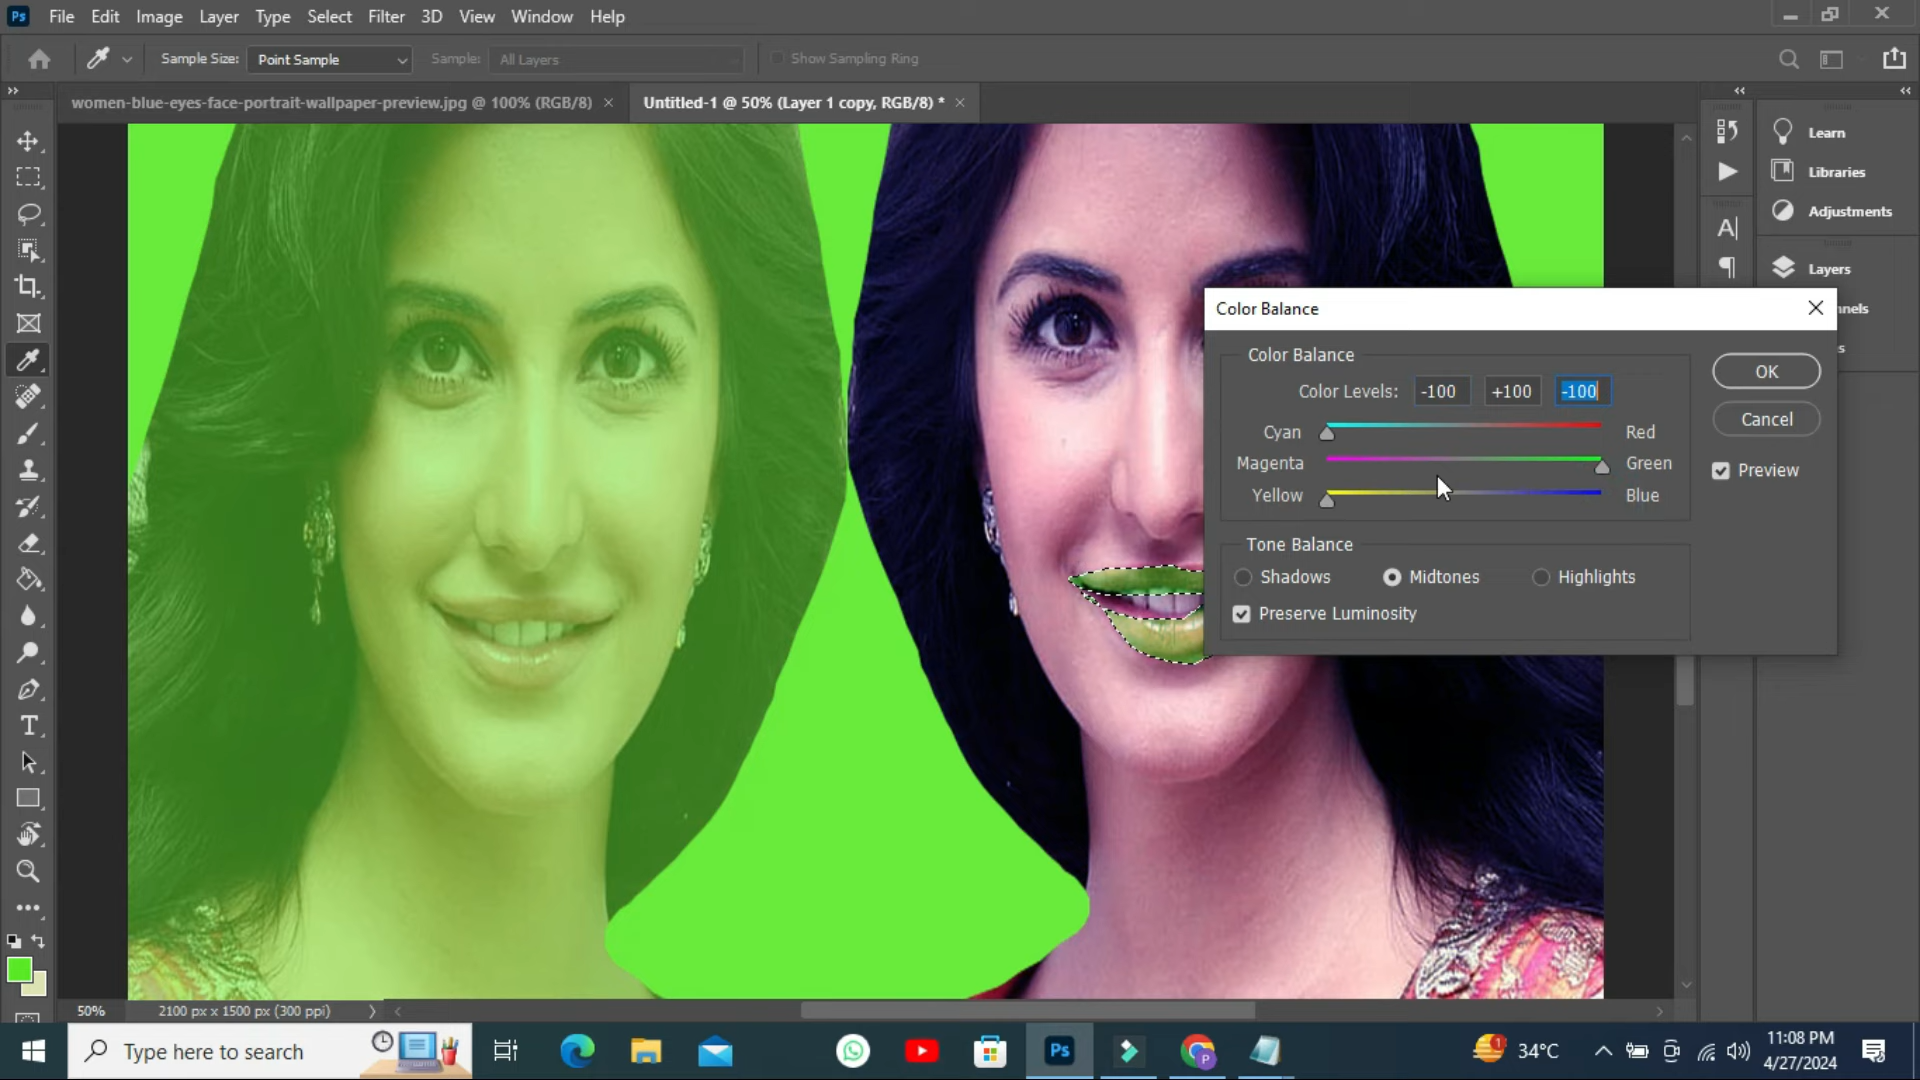 Ps File Edit Image Layer Type Select Filter 3D View Window Help
Sample Size: Point Sample Sample: All Layers Show Sampling Ring
women-blue-eyes-face-portrait-wallpaper-preview.jpg @ 100% (RGB/8) × Untitled-1 @ 50% (Layer 1 copy, RGB/8) * ×
Learn
Libraries
Adjustments
Layers
nnels
s
Color Balance
Color Balance
Color Levels: -100 +100 -100
Cyan Red
Magenta Green
Yellow Blue
OK
Cancel
Preview
Tone Balance
Shadows Midtones Highlights
Preserve Luminosity
50% 2100 px x 1500 px (300 ppi)
Type here to search
Ps
P
1
34°C
11:08 PM
4/27/2024